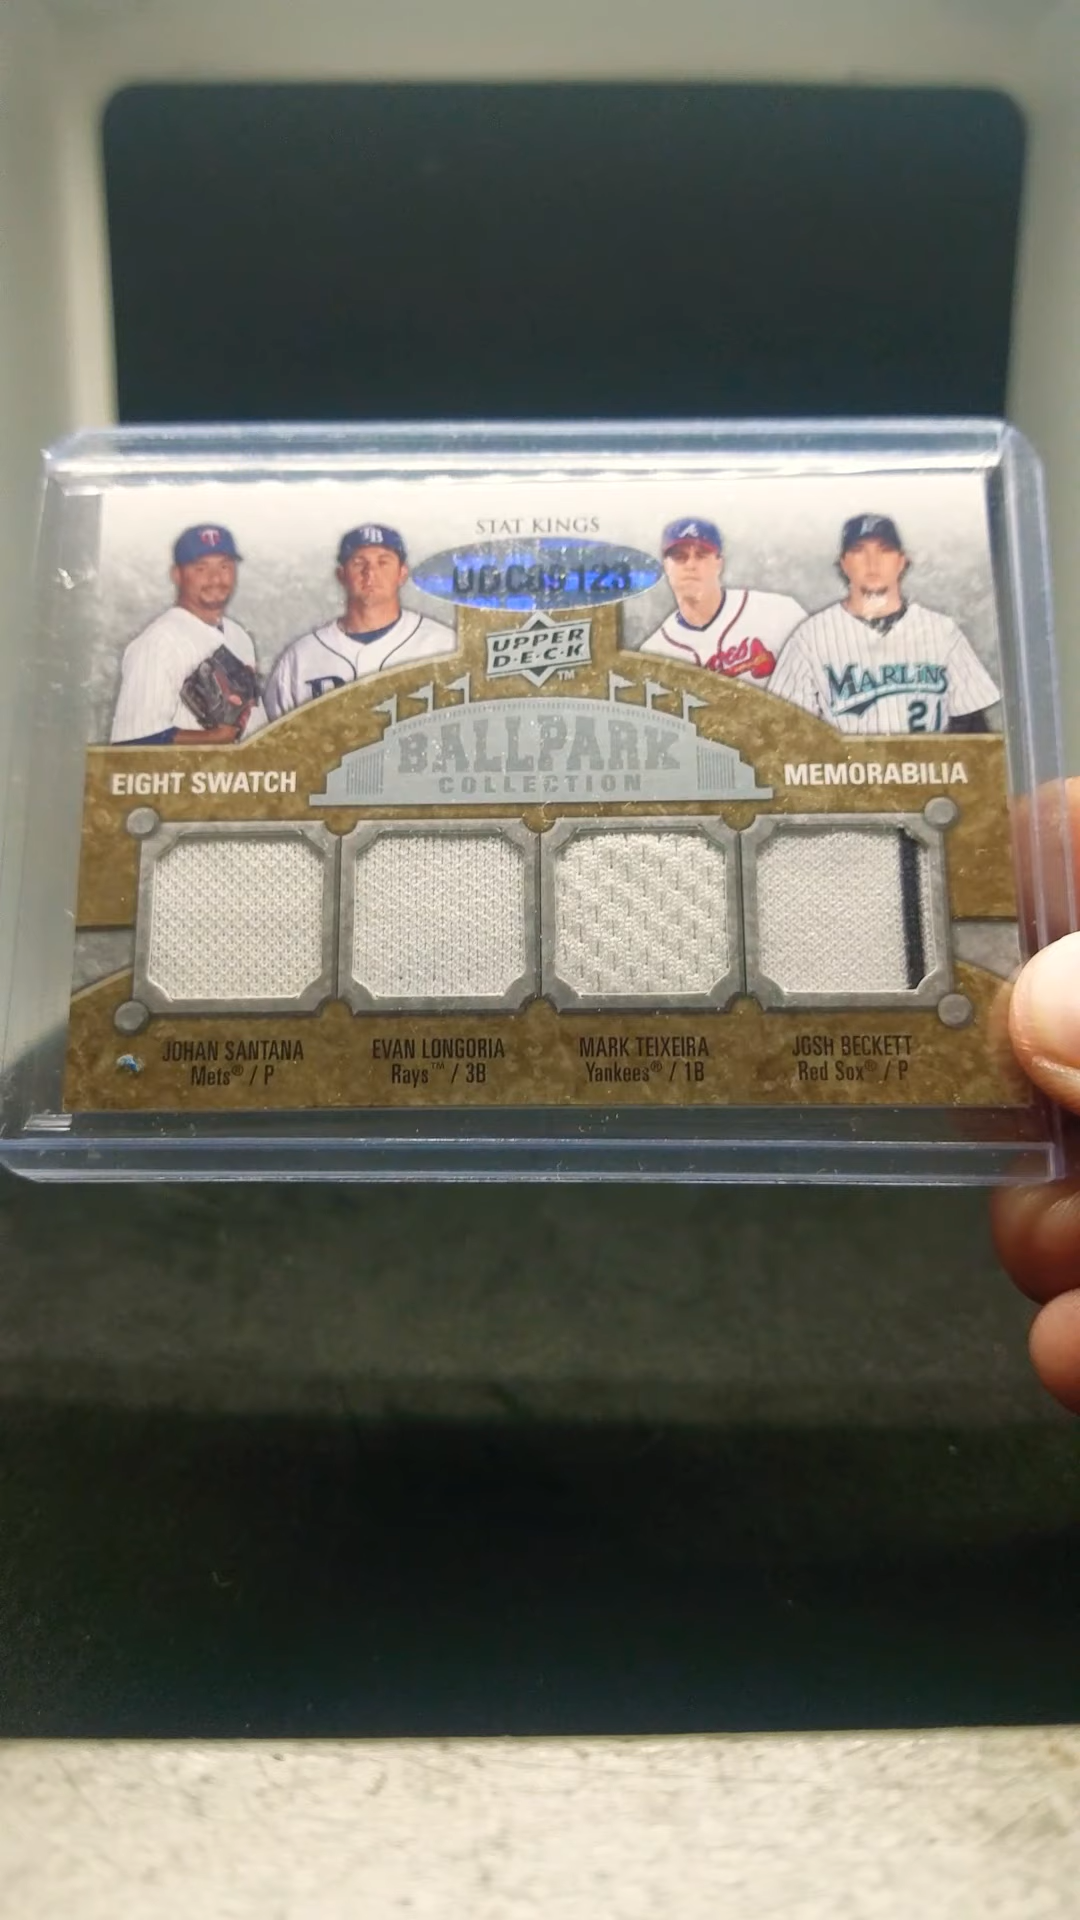 STAT KINGS
UPPER
D·E·C·K
TM
BALLPARK
COLLECTION
EIGHT SWATCH
MEMORABILIA
MARLINS
21
JOHAN SANTANA
Mets® / P
EVAN LONGORIA
Rays™ / 3B
MARK TEIXEIRA
Yankees® / 1B
JOSH BECKETT
Red Sox® / P